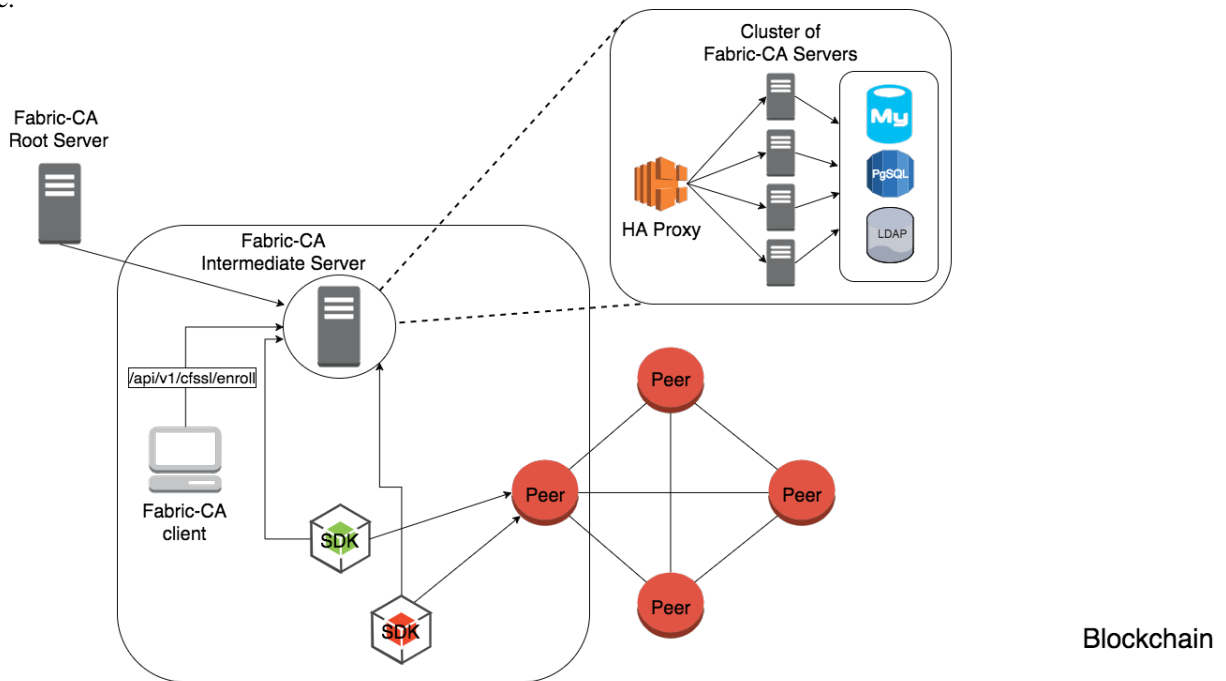 c.
Cluster of
Fabric-CA Servers
My
PgSQL
LDAP
HA Proxy
Fabric-CA
Root Server
Fabric-CA
Intermediate Server
/api/v1/cfssl/enroll
Fabric-CA
client
SDK
SDK
Peer
Peer
Peer
Peer
Blockchain